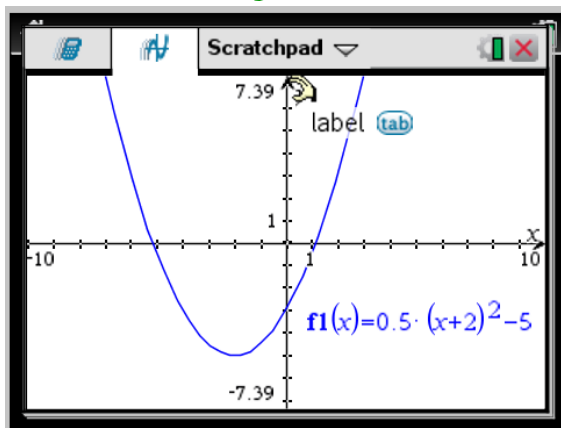 Scratchpad
7.39
label tab
1
x
-10 1 10
f1(x)=0.5·(x+2)²-5
-7.39